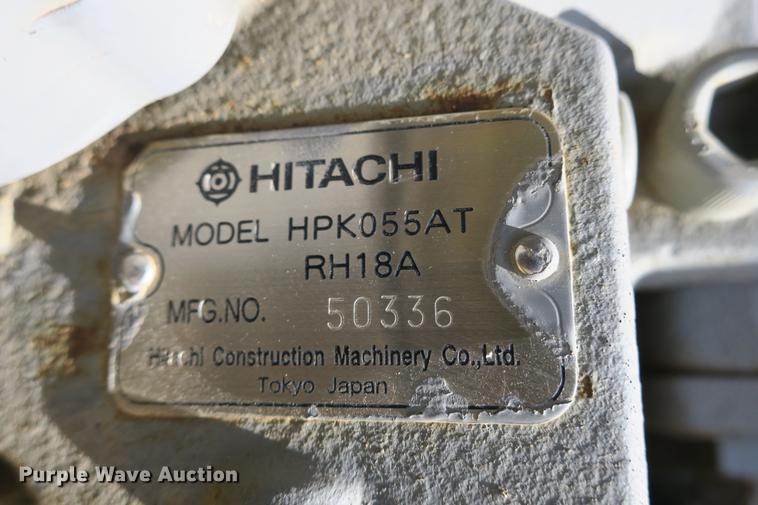 HITACHI
MODEL HPK055AT
RH18A
MFG.NO. 50336
Hitachi Construction Machinery Co.,Ltd.
Tokyo Japan
Purple Wave Auction